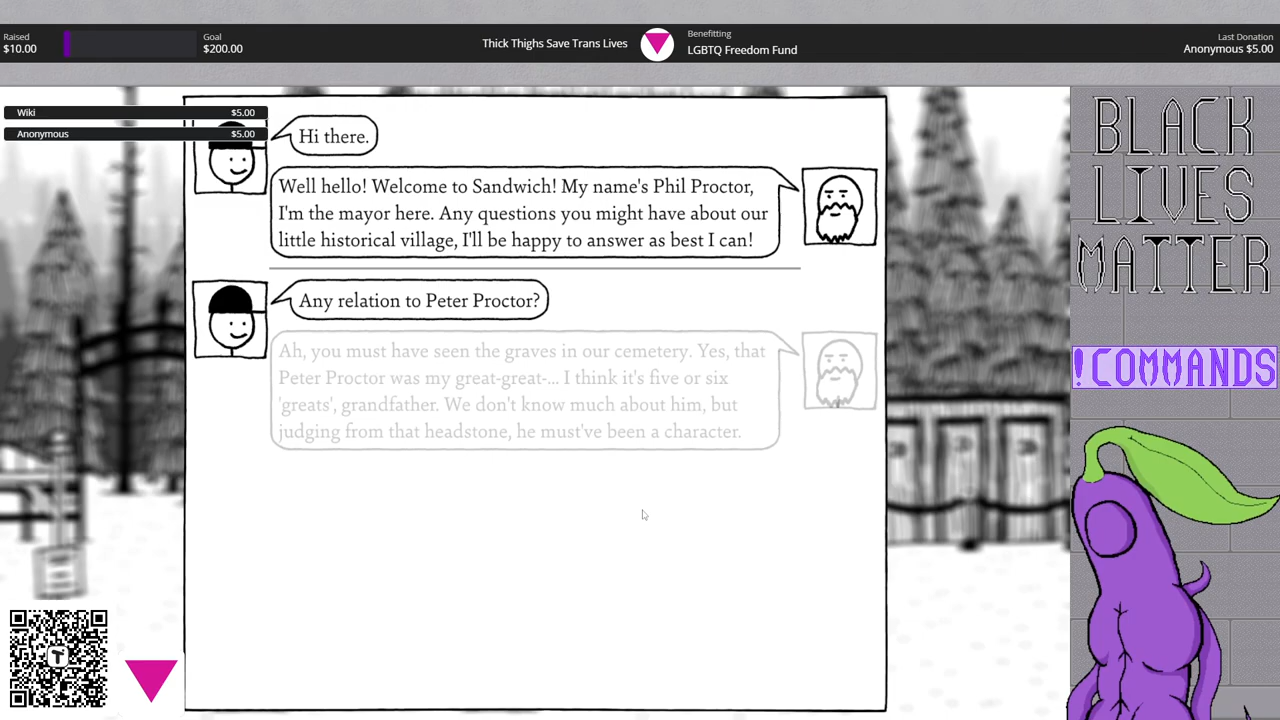 Raised
$10.00
Goal
$200.00
Thick Thighs Save Trans Lives
Benefitting
LGBTQ Freedom Fund
Last Donation
Anonymous $5.00
Wiki $5.00
Anonymous $5.00
Hi there.
Well hello! Welcome to Sandwich! My name's Phil Proctor,
I'm the mayor here. Any questions you might have about our
little historical village, I'll be happy to answer as best I can!
Any relation to Peter Proctor?
Ah, you must have seen the graves in our cemetery. Yes, that
Peter Proctor was my great-great-... I think it's five or six
'greats', grandfather. We don't know much about him, but
judging from that headstone, he must've been a character.
BLACK
LIVES
MATTER
!COMMANDS
T